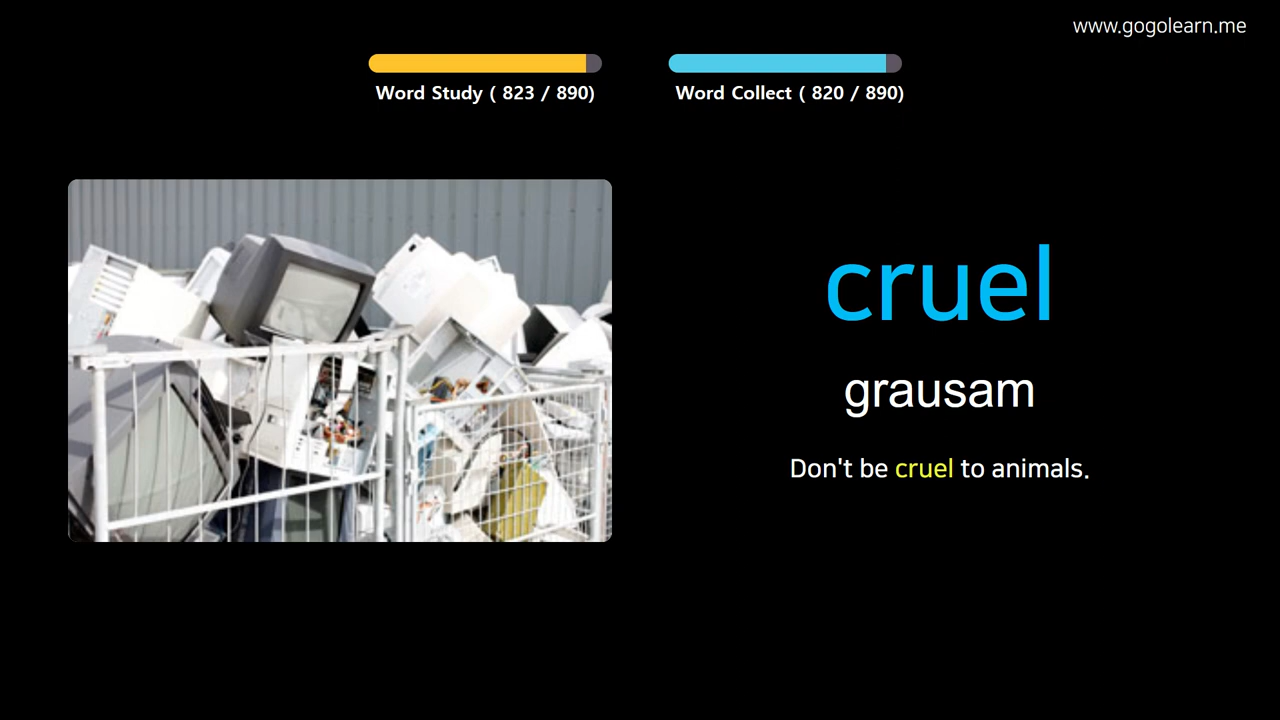 www.gogolearn.me
Word Study ( 823 / 890)
Word Collect ( 820 / 890)
cruel
grausam
Don't be cruel to animals.